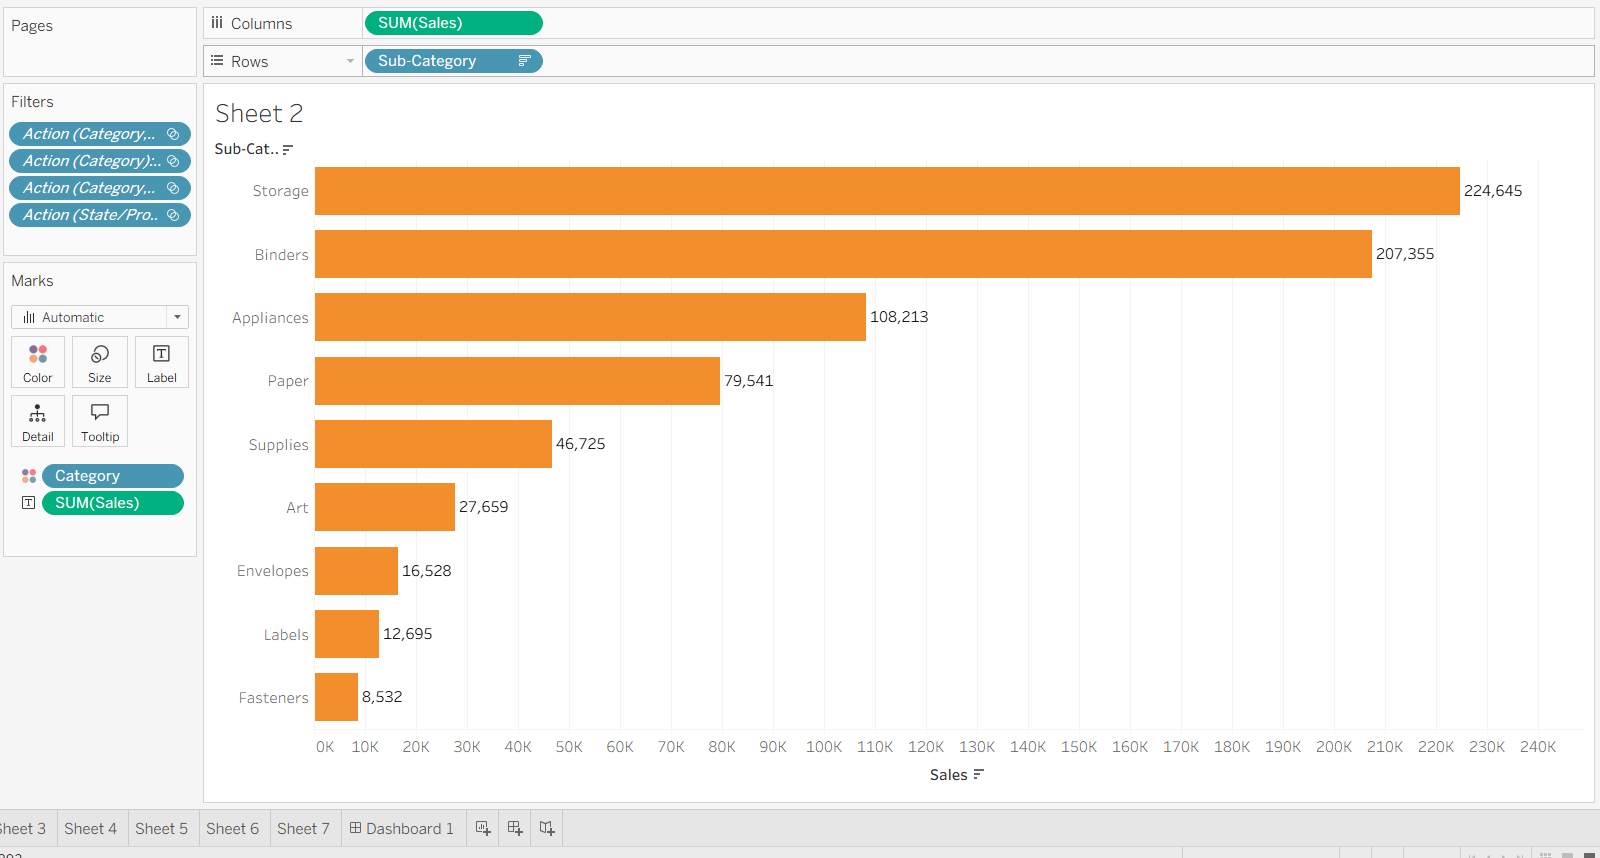 Pages
Columns
SUM(Sales)
Rows
Sub-Category
Filters
Action (Category,..
Action (Category):..
Action (Category,..
Action (State/Pro..
Marks
Automatic
Color
Size
Label
Detail
Tooltip
Category
SUM(Sales)
Sheet 2
Sub-Cat..
Storage 224,645
Binders 207,355
Appliances 108,213
Paper 79,541
Supplies 46,725
Art 27,659
Envelopes 16,528
Labels 12,695
Fasteners 8,532
0K 10K 20K 30K 40K 50K 60K 70K 80K 90K 100K 110K 120K 130K 140K 150K 160K 170K 180K 190K 200K 210K 220K 230K 240K
Sales
Sheet 3 Sheet 4 Sheet 5 Sheet 6 Sheet 7 Dashboard 1